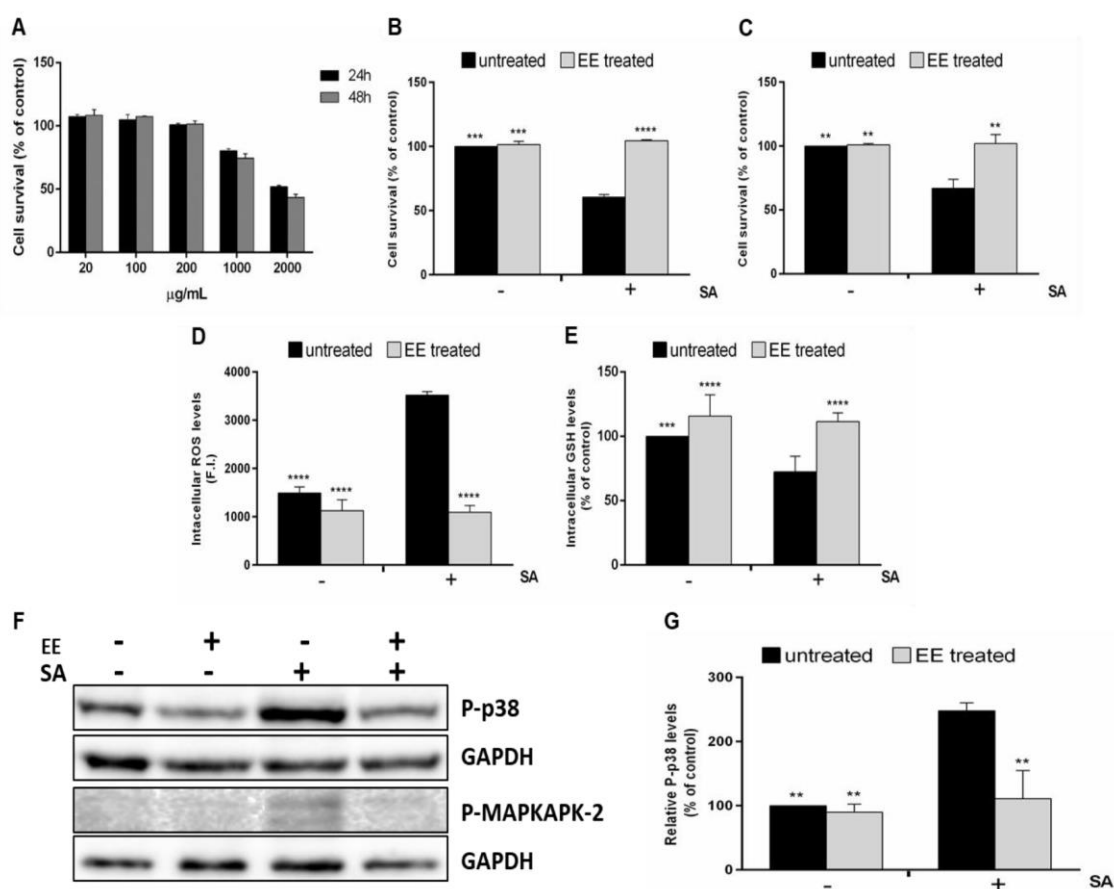 A
Cell survival (% of control)
150
100
50
0
20 100 200 1000 2000
μg/mL
24h
48h
B
untreated EE treated
Cell survival (% of control)
150
100
50
0
*** *** ****
- + SA
C
untreated EE treated
Cell survival (% of control)
150
100
50
0
** ** **
- + SA
D
untreated EE treated
Intacellular ROS levels
(F.I.)
4000
3000
2000
1000
0
**** **** ****
- + SA
E
untreated EE treated
Intracellular GSH levels
(% of control)
150
100
50
0
*** **** ****
- + SA
F
EE - + - +
SA - - + +
P-p38
GAPDH
P-MAPKAPK-2
GAPDH
G
untreated EE treated
Relative P-p38 levels
(% of control)
300
250
200
100
50
0
** ** **
- + SA